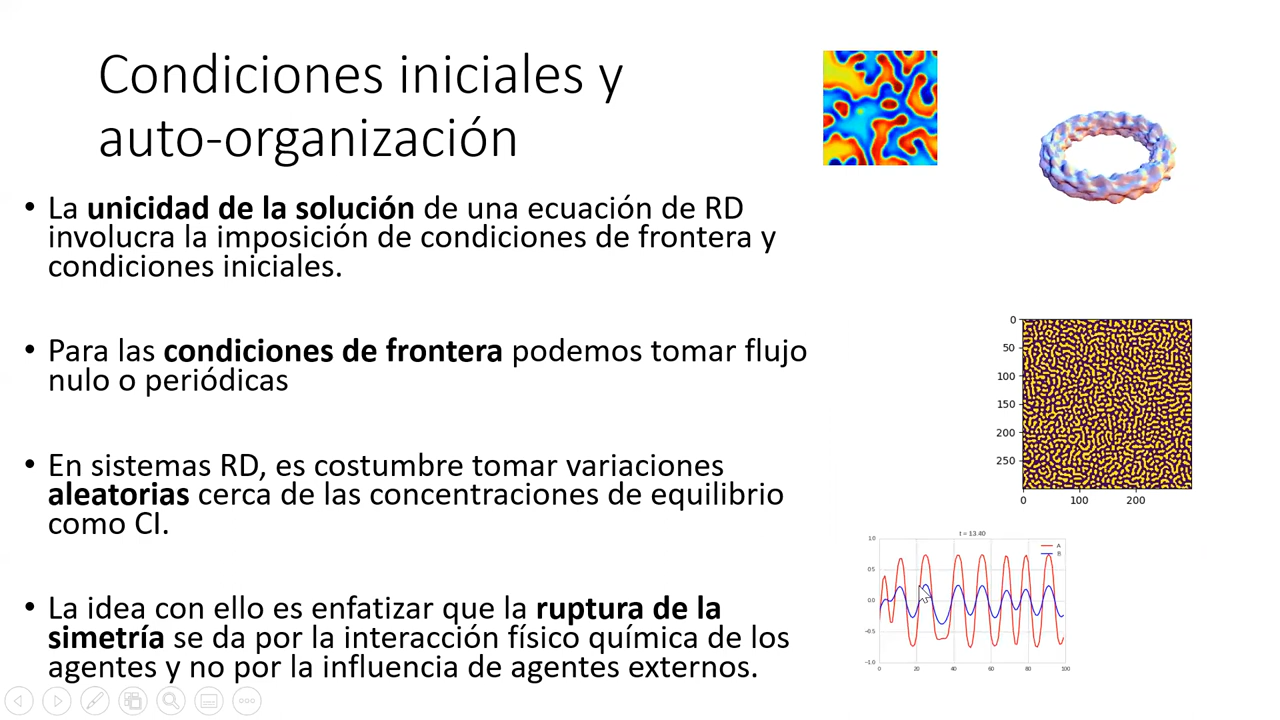 Condiciones iniciales y
auto-organización
• La unicidad de la solución de una ecuación de RD
involucra la imposición de condiciones de frontera y
condiciones iniciales.
• Para las condiciones de frontera podemos tomar flujo
nulo o periódicas
• En sistemas RD, es costumbre tomar variaciones
aleatorias cerca de las concentraciones de equilibrio
como CI.
• La idea con ello es enfatizar que la ruptura de la
simetría se da por la interacción físico química de los
agentes y no por la influencia de agentes externos.
0
50
100
150
200
250
0 100 200
t = 13.40
A
B
1.0
0.5
0.0
−0.5
−1.0
0 20 40 60 80 100